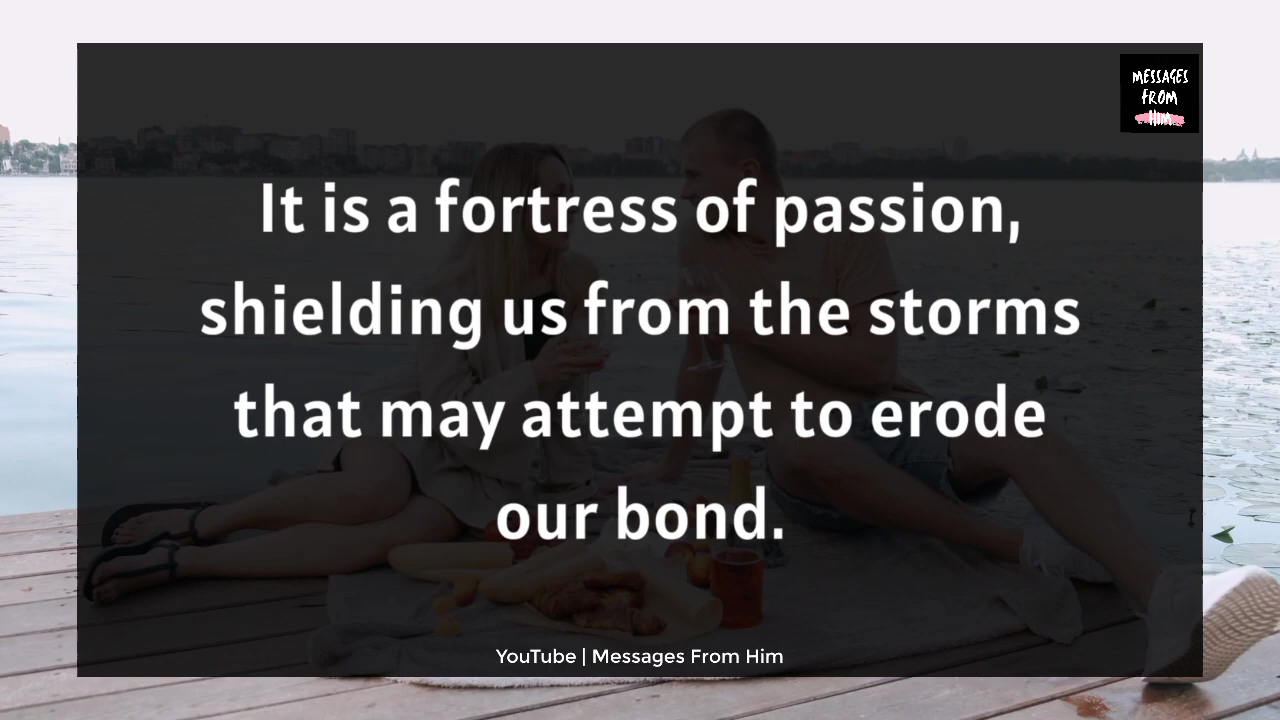 MESSAGES
FROM
HIM
It is a fortress of passion,
shielding us from the storms
that may attempt to erode
our bond.
YouTube | Messages From Him